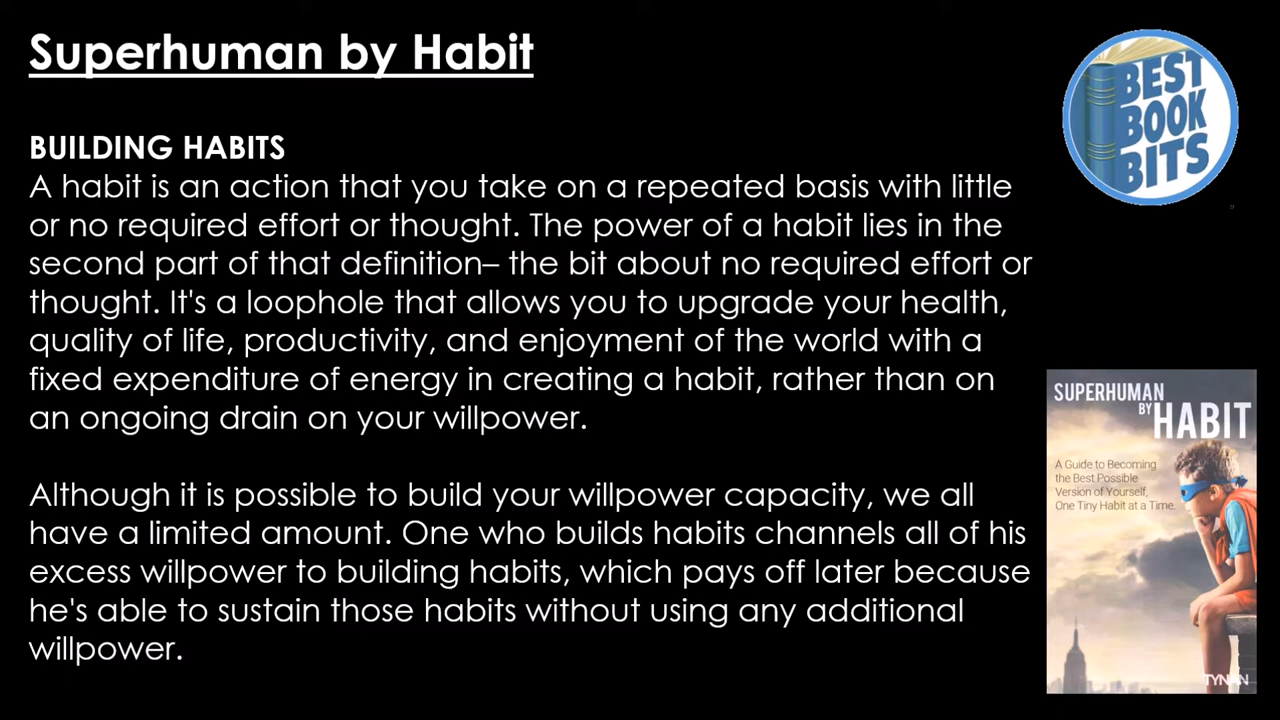 Superhuman by Habit
BEST
BOOK
BITS
BUILDING HABITS
A habit is an action that you take on a repeated basis with little
or no required effort or thought. The power of a habit lies in the
second part of that definition– the bit about no required effort or
thought. It's a loophole that allows you to upgrade your health,
quality of life, productivity, and enjoyment of the world with a
fixed expenditure of energy in creating a habit, rather than on
an ongoing drain on your willpower.
Although it is possible to build your willpower capacity, we all
have a limited amount. One who builds habits channels all of his
excess willpower to building habits, which pays off later because
he's able to sustain those habits without using any additional
willpower.
SUPERHUMAN
BY HABIT
A Guide to Becoming
the Best Possible
Version of Yourself,
One Tiny Habit at a Time.
TYNAN